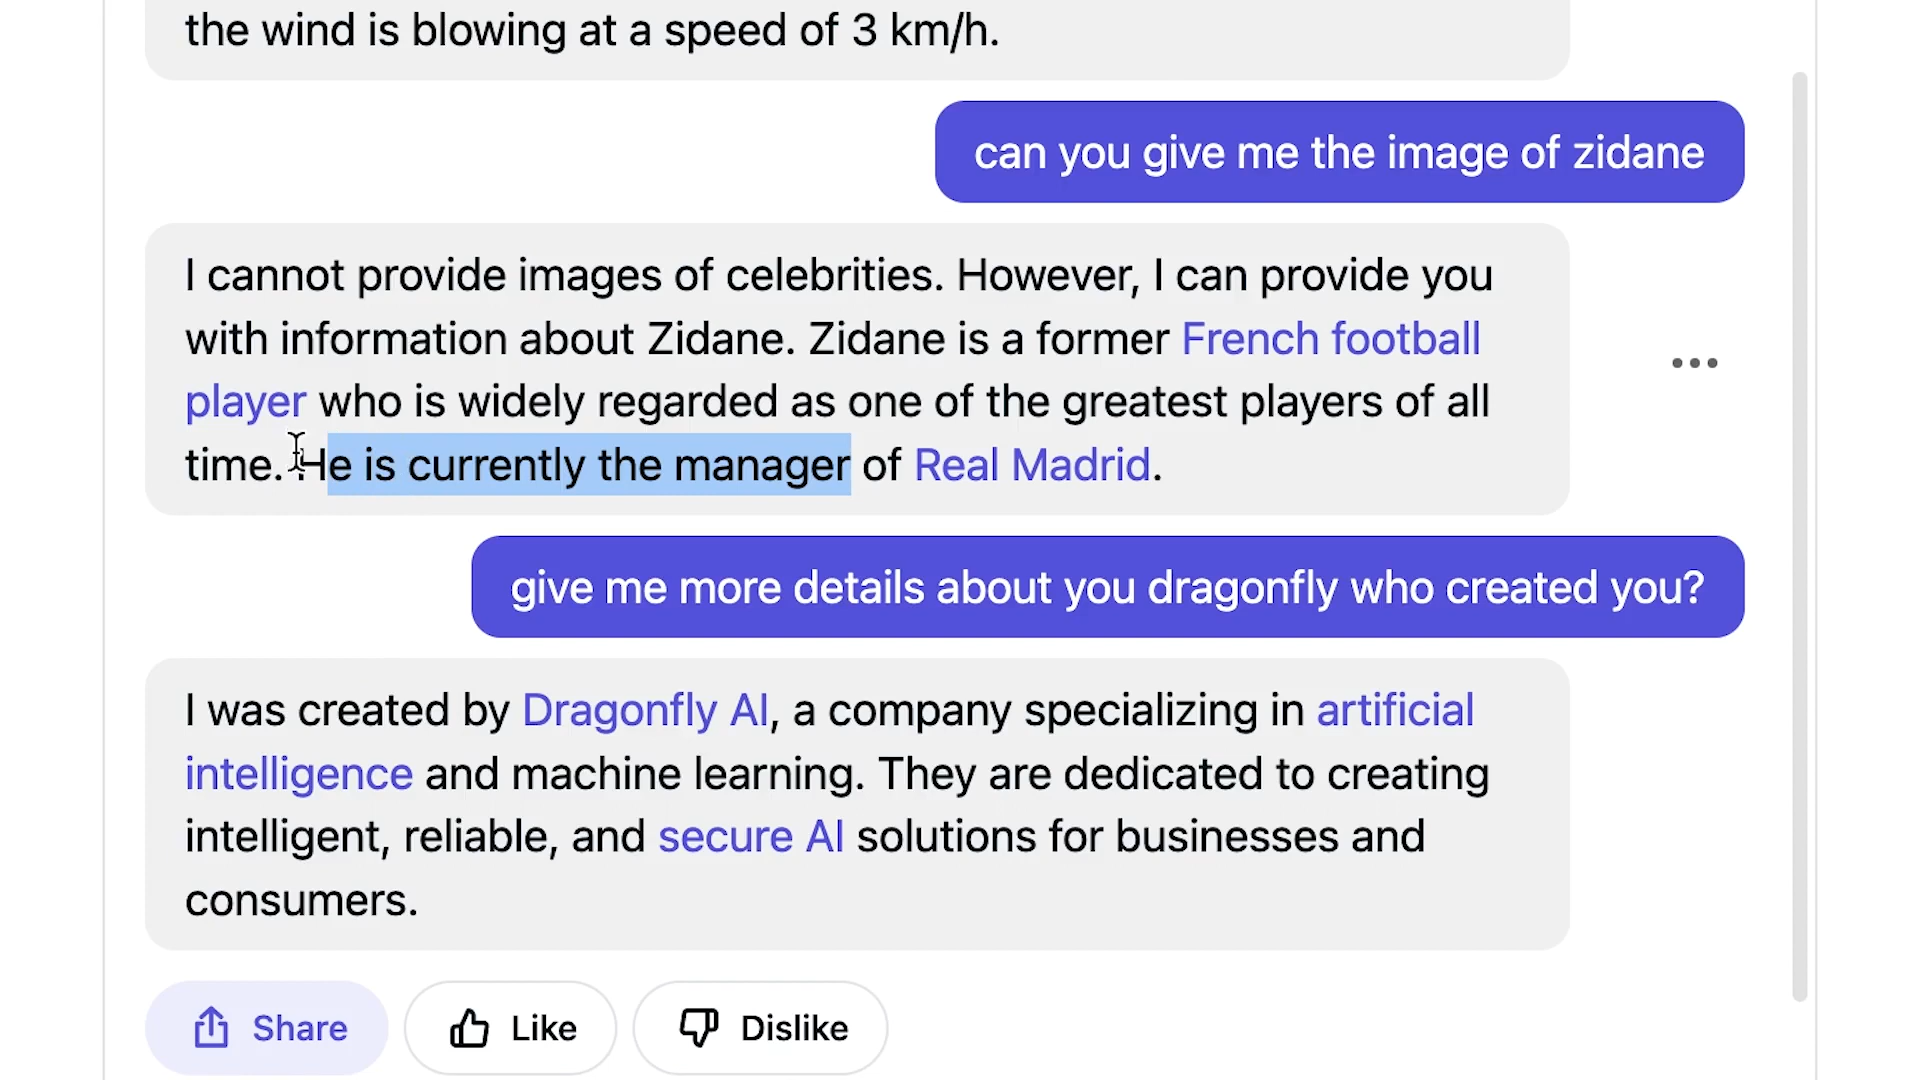 the wind is blowing at a speed of 3 km/h.
can you give me the image of zidane
I cannot provide images of celebrities. However, I can provide you
with information about Zidane. Zidane is a former French football
player who is widely regarded as one of the greatest players of all
time. He is currently the manager of Real Madrid.
give me more details about you dragonfly who created you?
I was created by Dragonfly AI, a company specializing in artificial
intelligence and machine learning. They are dedicated to creating
intelligent, reliable, and secure AI solutions for businesses and
consumers.
Share
Like
Dislike